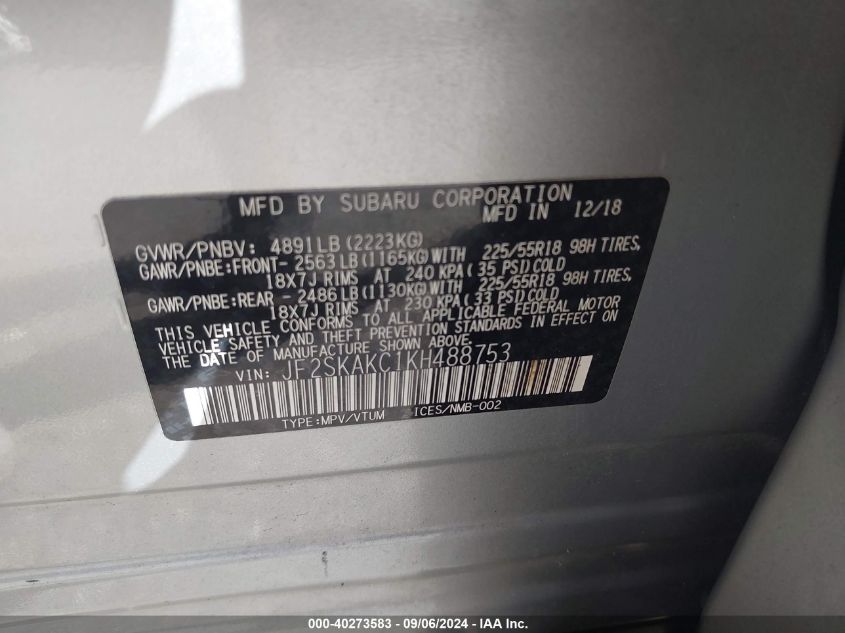 MFD BY SUBARU CORPORATION
MFD IN 12/18
GVWR/PNBV: 4891LB(2223KG)
GAWR/PNBE:FRONT-2563LB(1165KG)WITH 225/55R18 98H TIRES,
18X7J RIMS AT 240 KPA(35 PSI)COLD
GAWR/PNBE:REAR -2486LB(1130KG)WITH 225/55R18 98H TIRES,
18X7J RIMS AT 230 KPA(33 PSI)COLD
THIS VEHICLE CONFORMS TO ALL APPLICABLE FEDERAL MOTOR
VEHICLE SAFETY AND THEFT PREVENTION STANDARDS IN EFFECT ON
THE DATE OF MANUFACTURE SHOWN ABOVE.
VIN: JF2SKAKC1KH488753
TYPE:MPV/VTUM ICES/NMB-002
000-40273583 - 09/06/2024 - IAA Inc.